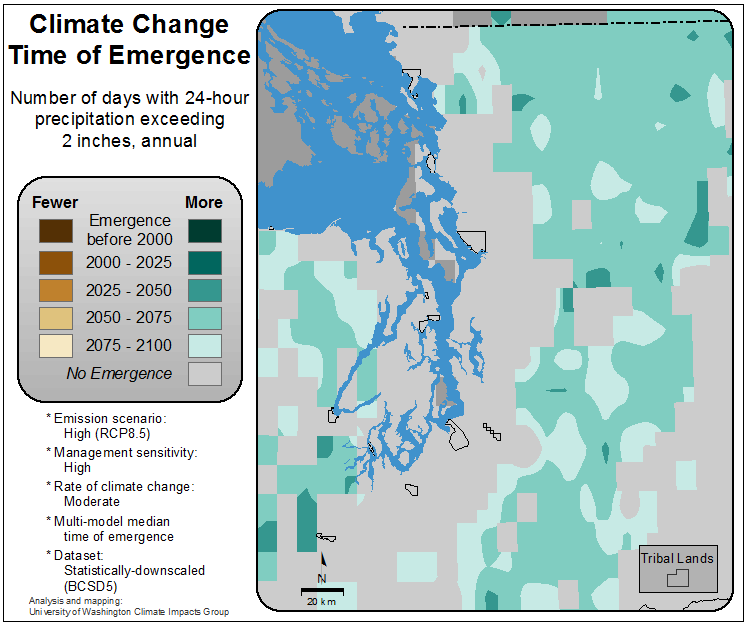 Climate Change
Time of Emergence
Number of days with 24-hour
precipitation exceeding
2 inches, annual
Fewer More
Emergence
before 2000
2000 - 2025
2025 - 2050
2050 - 2075
2075 - 2100
No Emergence
* Emission scenario:
High (RCP8.5)
* Management sensitivity:
High
* Rate of climate change:
Moderate
* Multi-model median
time of emergence
* Dataset:
Statistically-downscaled
(BCSD5)
Analysis and mapping:
University of Washington Climate Impacts Group
N
20 km
Tribal Lands